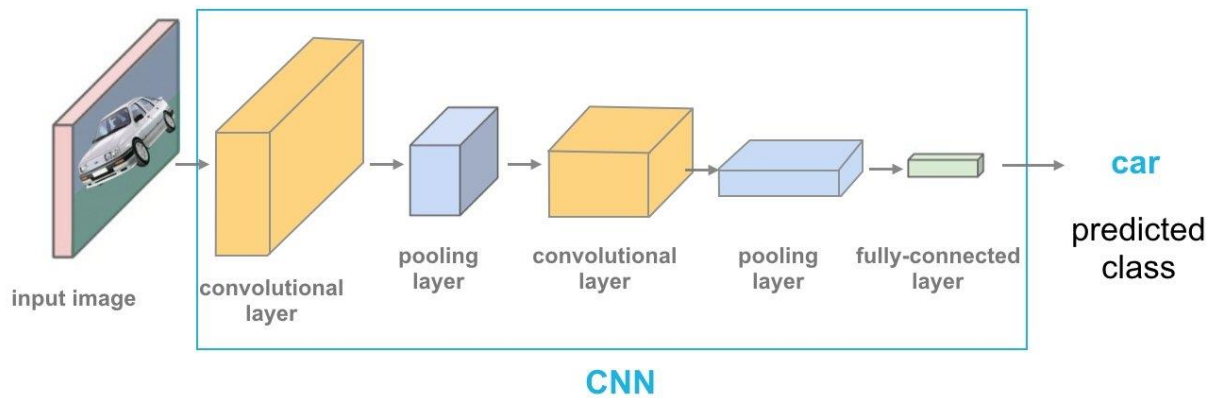 input image
convolutional
layer
pooling
layer
convolutional
layer
pooling
layer
fully-connected
layer
car
predicted
class
CNN